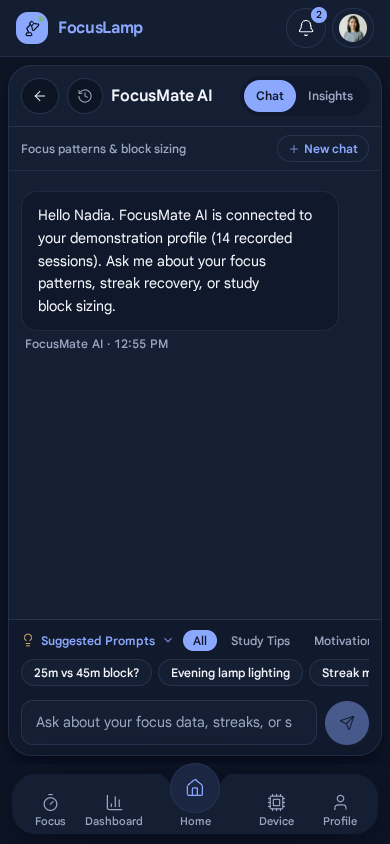 FocusLamp
2
FocusMate AI
Chat
Insights
Focus patterns & block sizing
+ New chat
Hello Nadia. FocusMate AI is connected to
your demonstration profile (14 recorded
sessions). Ask me about your focus
patterns, streak recovery, or study
block sizing.
FocusMate AI · 12:55 PM
Suggested Prompts
All
Study Tips
Motivation
25m vs 45m block?
Evening lamp lighting
Streak m
Ask about your focus data, streaks, or s
Focus
Dashboard
Home
Device
Profile